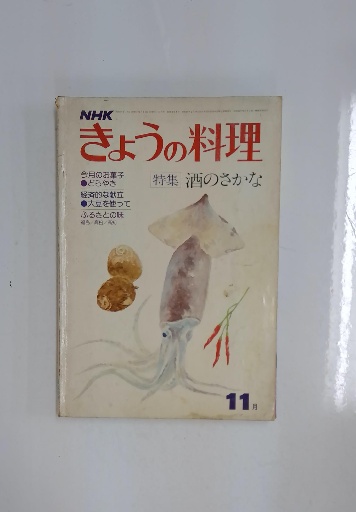 NHK
きょうの料理
今月のお菓子
●どらやき
経済的な献立
●大豆を使って
ふるさとの味
特集 酒のさかな
11月